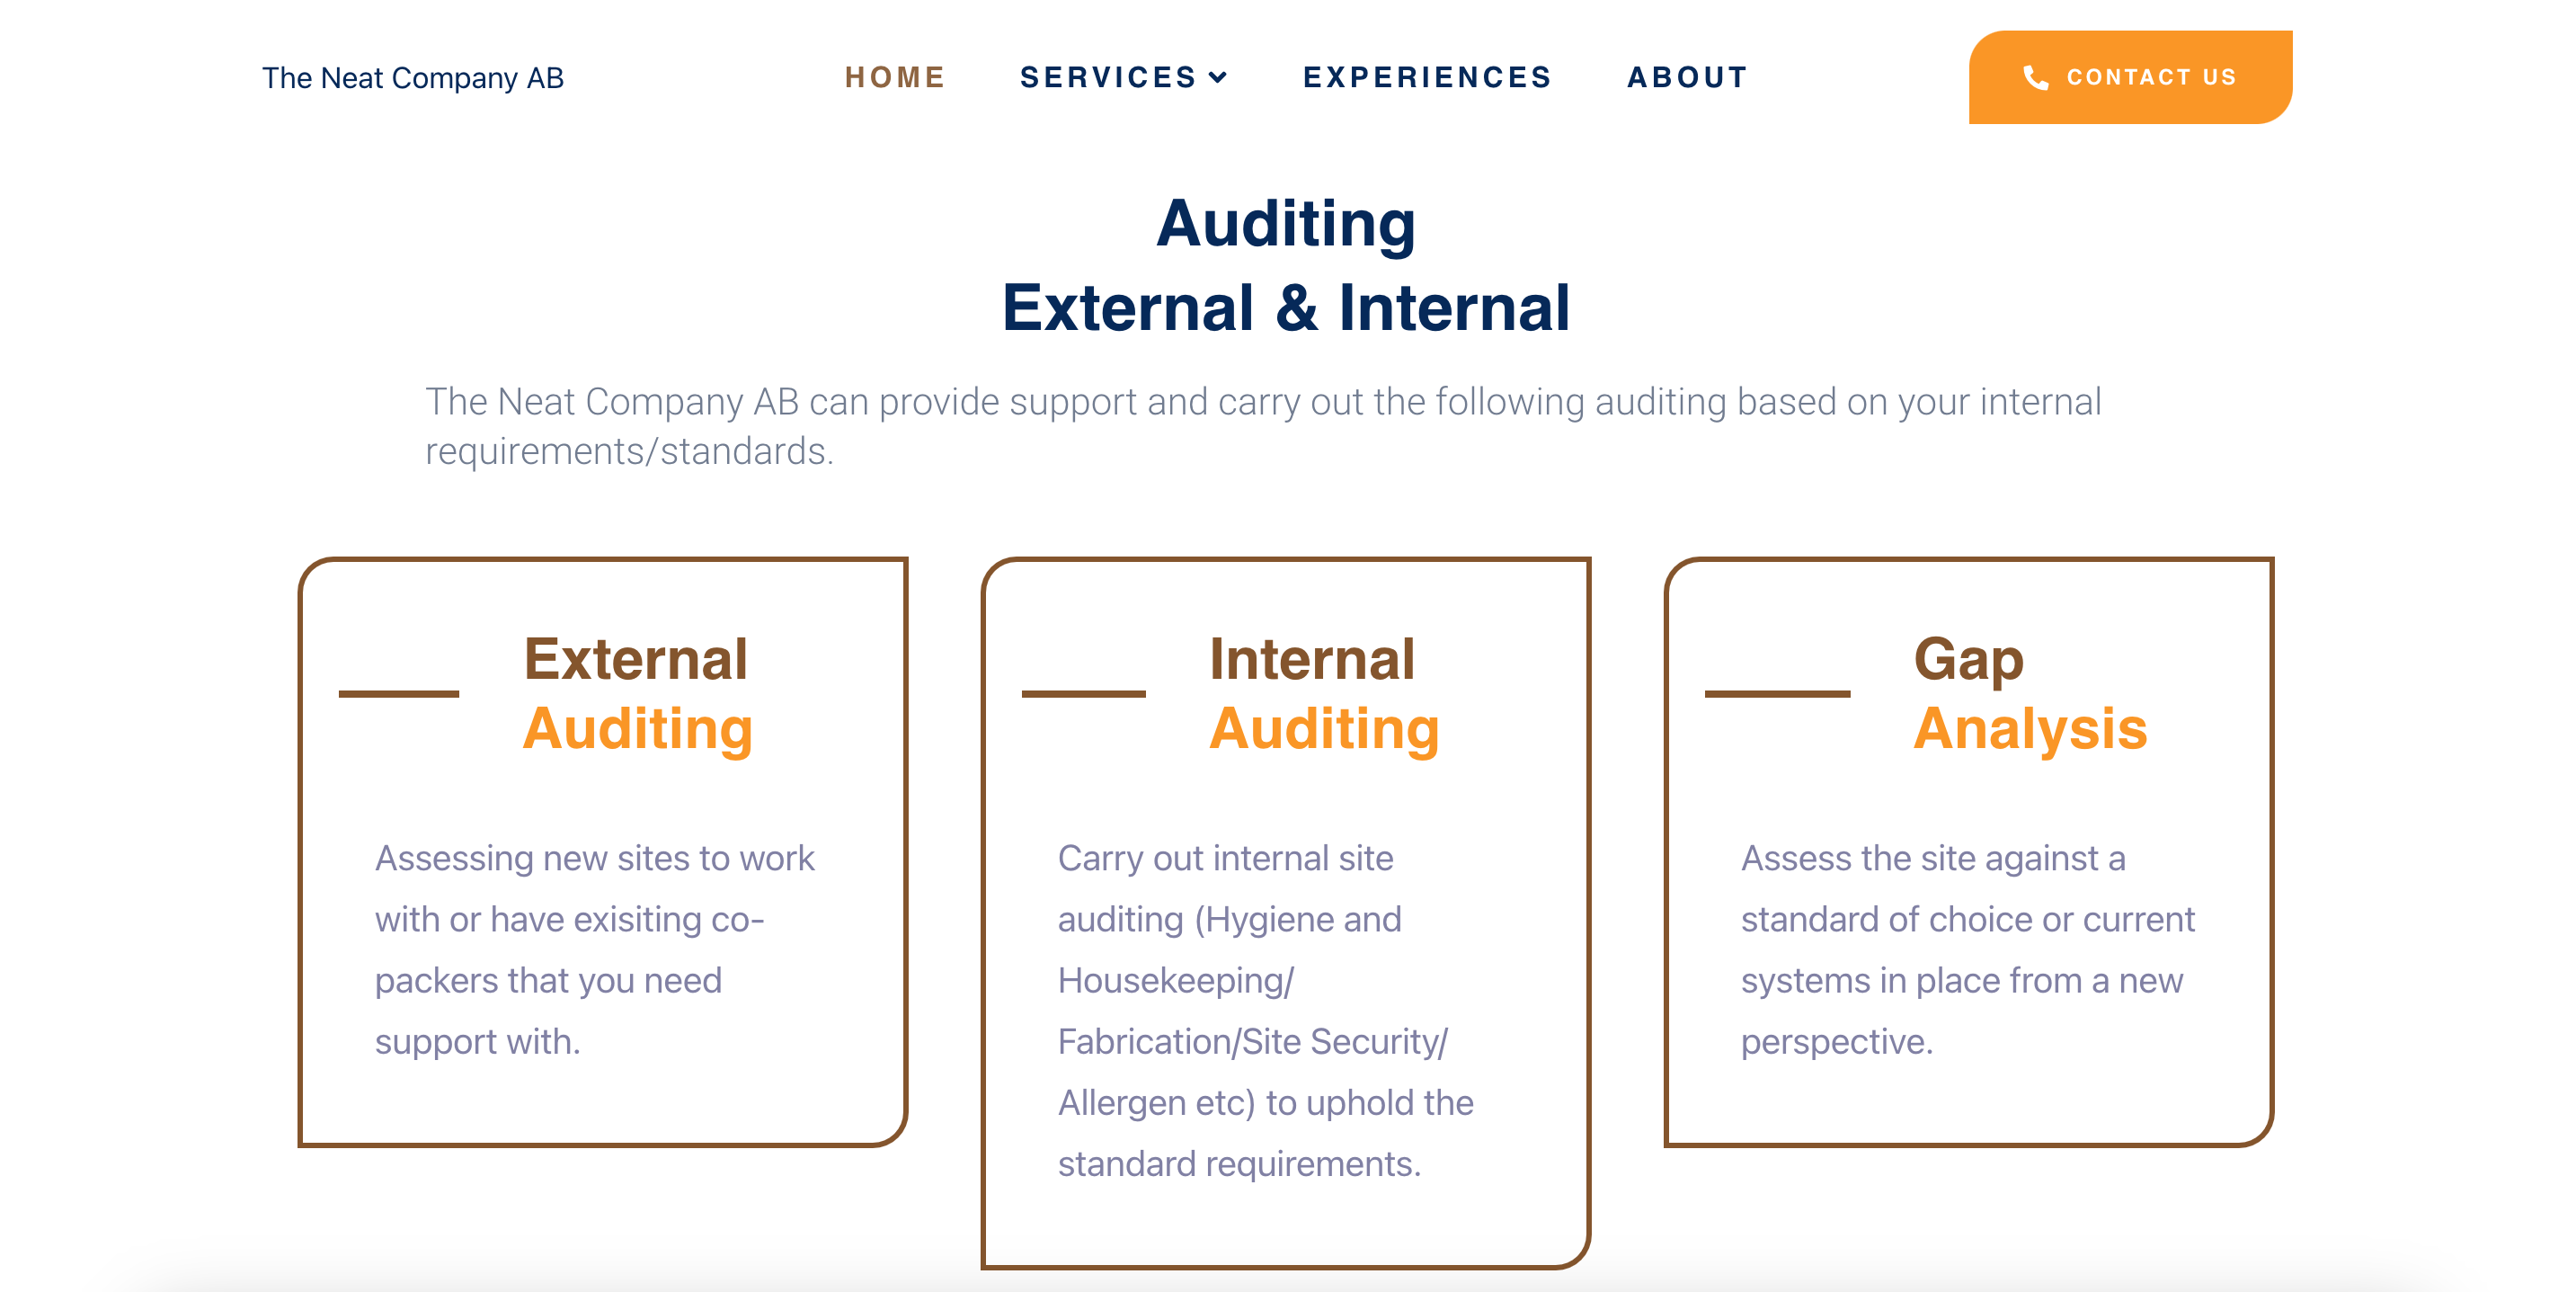 The Neat Company AB
HOME
SERVICES
EXPERIENCES
ABOUT
CONTACT US
Auditing
External & Internal
The Neat Company AB can provide support and carry out the following auditing based on your internal
requirements/standards.
External
Auditing
Assessing new sites to work
with or have exisiting co-
packers that you need
support with.
Internal
Auditing
Carry out internal site
auditing (Hygiene and
Housekeeping/
Fabrication/Site Security/
Allergen etc) to uphold the
standard requirements.
Gap
Analysis
Assess the site against a
standard of choice or current
systems in place from a new
perspective.